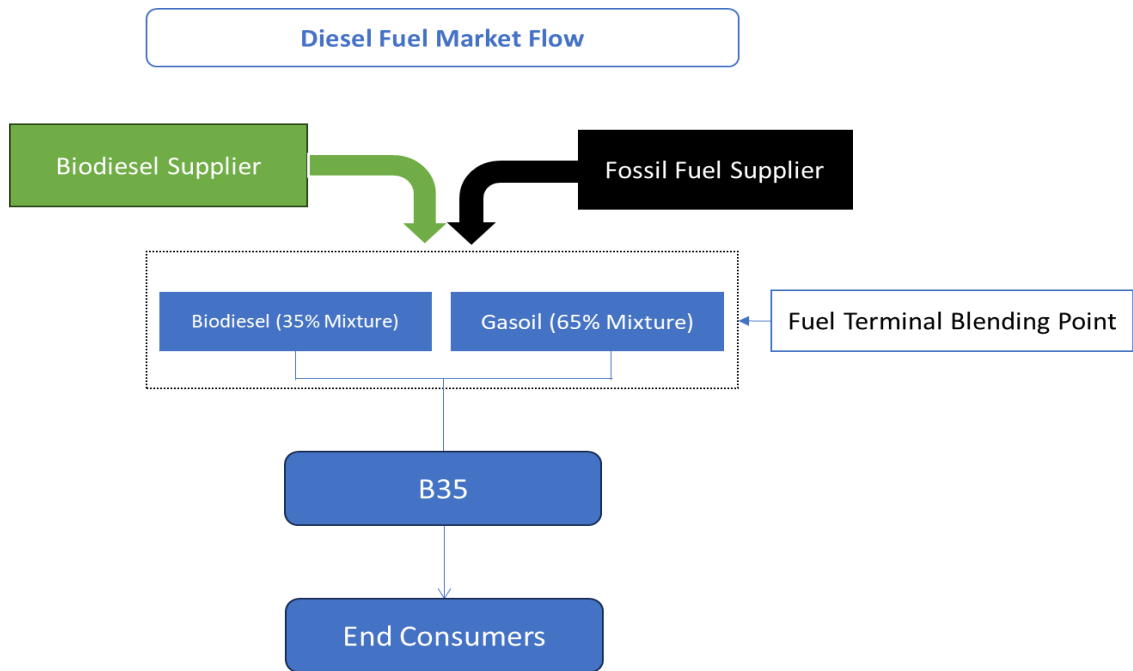 Diesel Fuel Market Flow
Biodiesel Supplier
Fossil Fuel Supplier
Biodiesel (35% Mixture)
Gasoil (65% Mixture)
Fuel Terminal Blending Point
B35
End Consumers